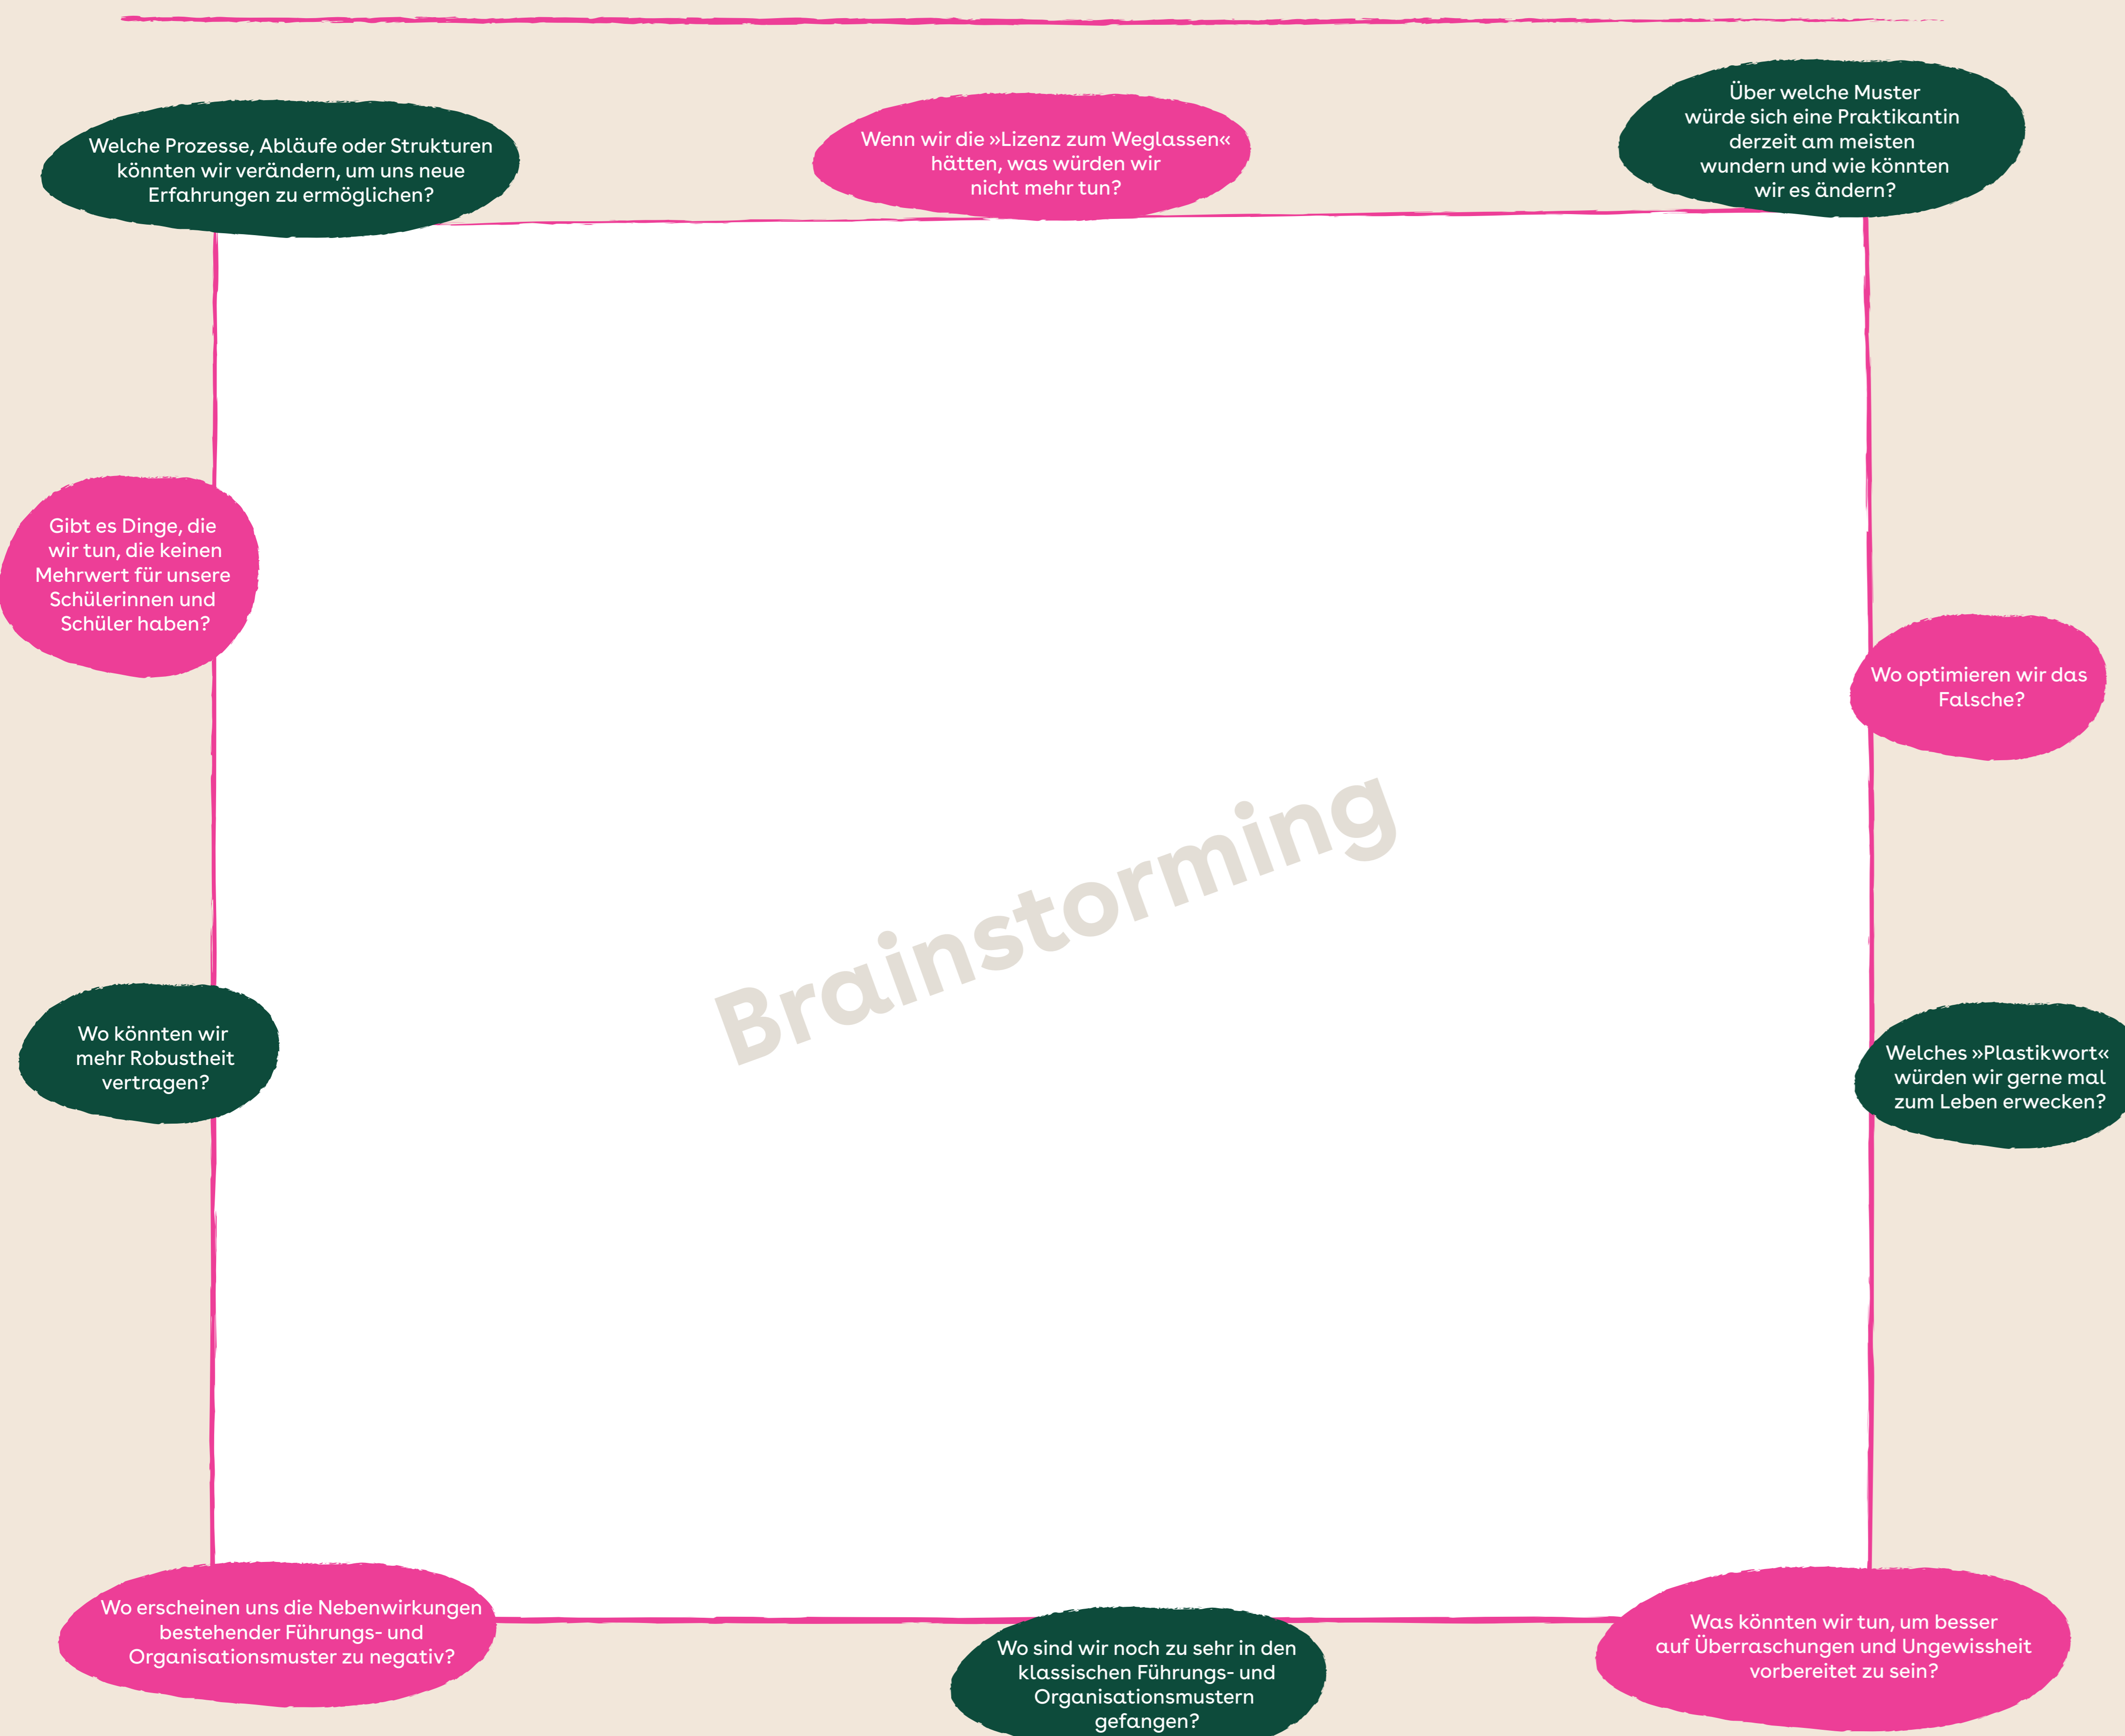 Welche Prozesse, Abläufe oder Strukturen
könnten wir verändern, um uns neue
Erfahrungen zu ermöglichen?
Wenn wir die »Lizenz zum Weglassen«
hätten, was würden wir
nicht mehr tun?
Über welche Muster
würde sich eine Praktikantin
derzeit am meisten
wundern und wie könnten
wir es ändern?
Gibt es Dinge, die
wir tun, die keinen
Mehrwert für unsere
Schülerinnen und
Schüler haben?
Wo optimieren wir das
Falsche?
Brainstorming
Wo könnten wir
mehr Robustheit
vertragen?
Welches »Plastikwort«
würden wir gerne mal
zum Leben erwecken?
Wo erscheinen uns die Nebenwirkungen
bestehender Führungs- und
Organisationsmuster zu negativ?
Wo sind wir noch zu sehr in den
klassischen Führungs- und
Organisationsmustern
gefangen?
Was könnten wir tun, um besser
auf Überraschungen und Ungewissheit
vorbereitet zu sein?